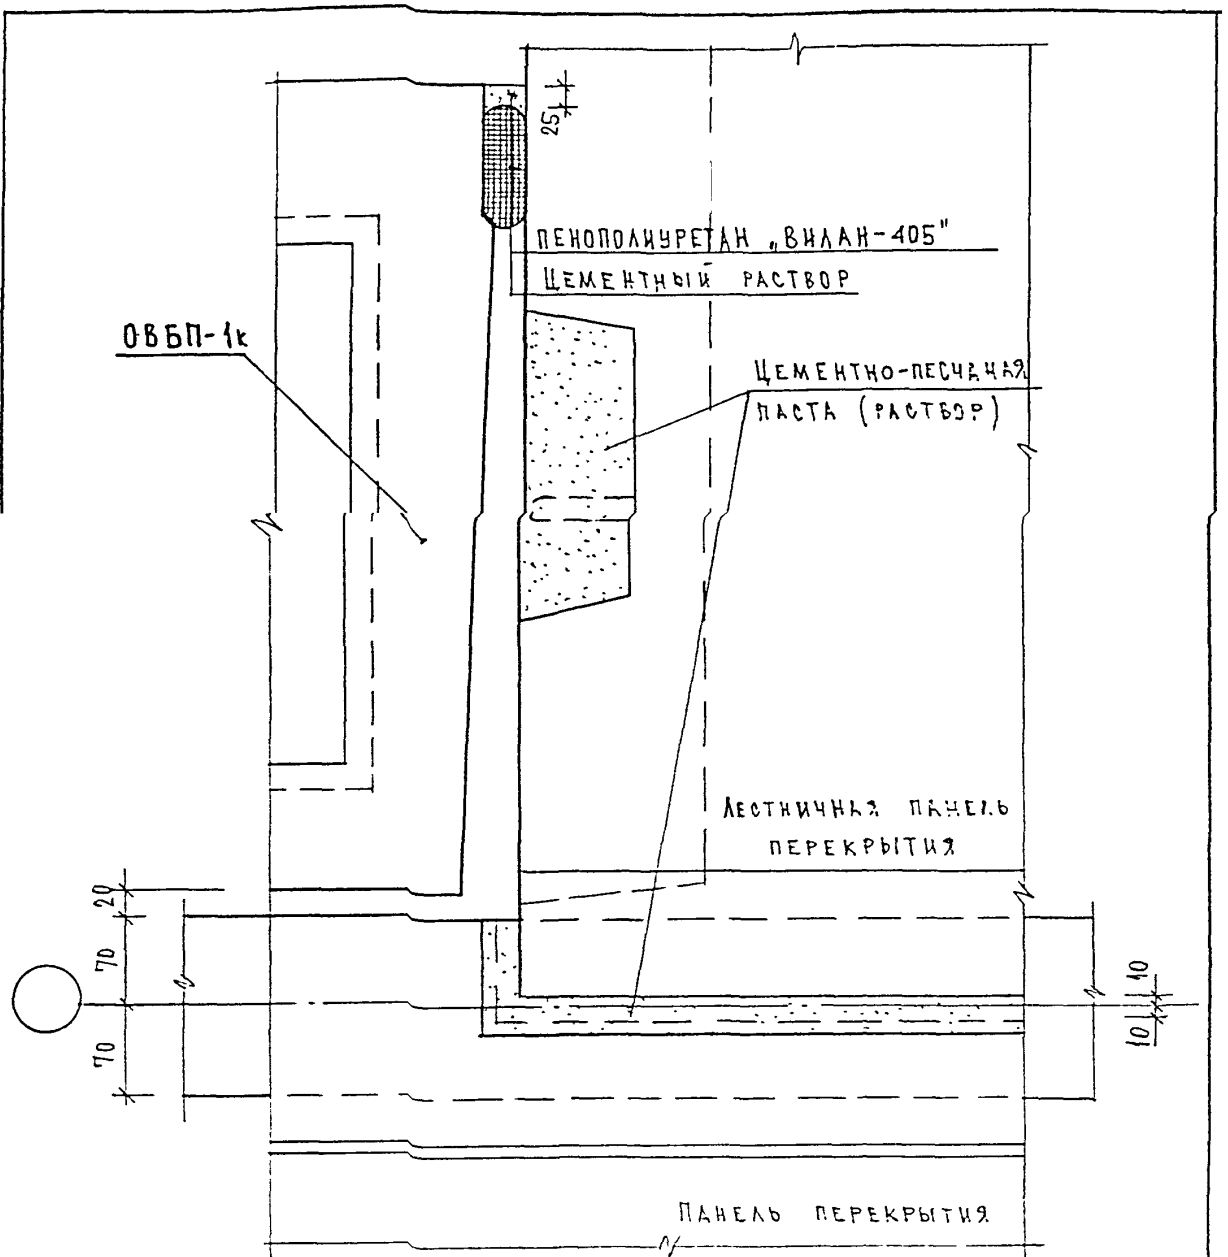 25
ПЕНОПОЛИУРЕТАН „ВИЛАН-405"
ЦЕМЕНТНЫЙ РАСТВОР
ОВБП-1к
ЦЕМЕНТНО-ПЕСЧАНАЯ
ПАСТА (РАСТВОР)
ЛЕСТНИЧНАЯ ПАНЕЛЬ
ПЕРЕКРЫТИЯ
20
70
70
10
10
ПАНЕЛЬ ПЕРЕКРЫТИЯ